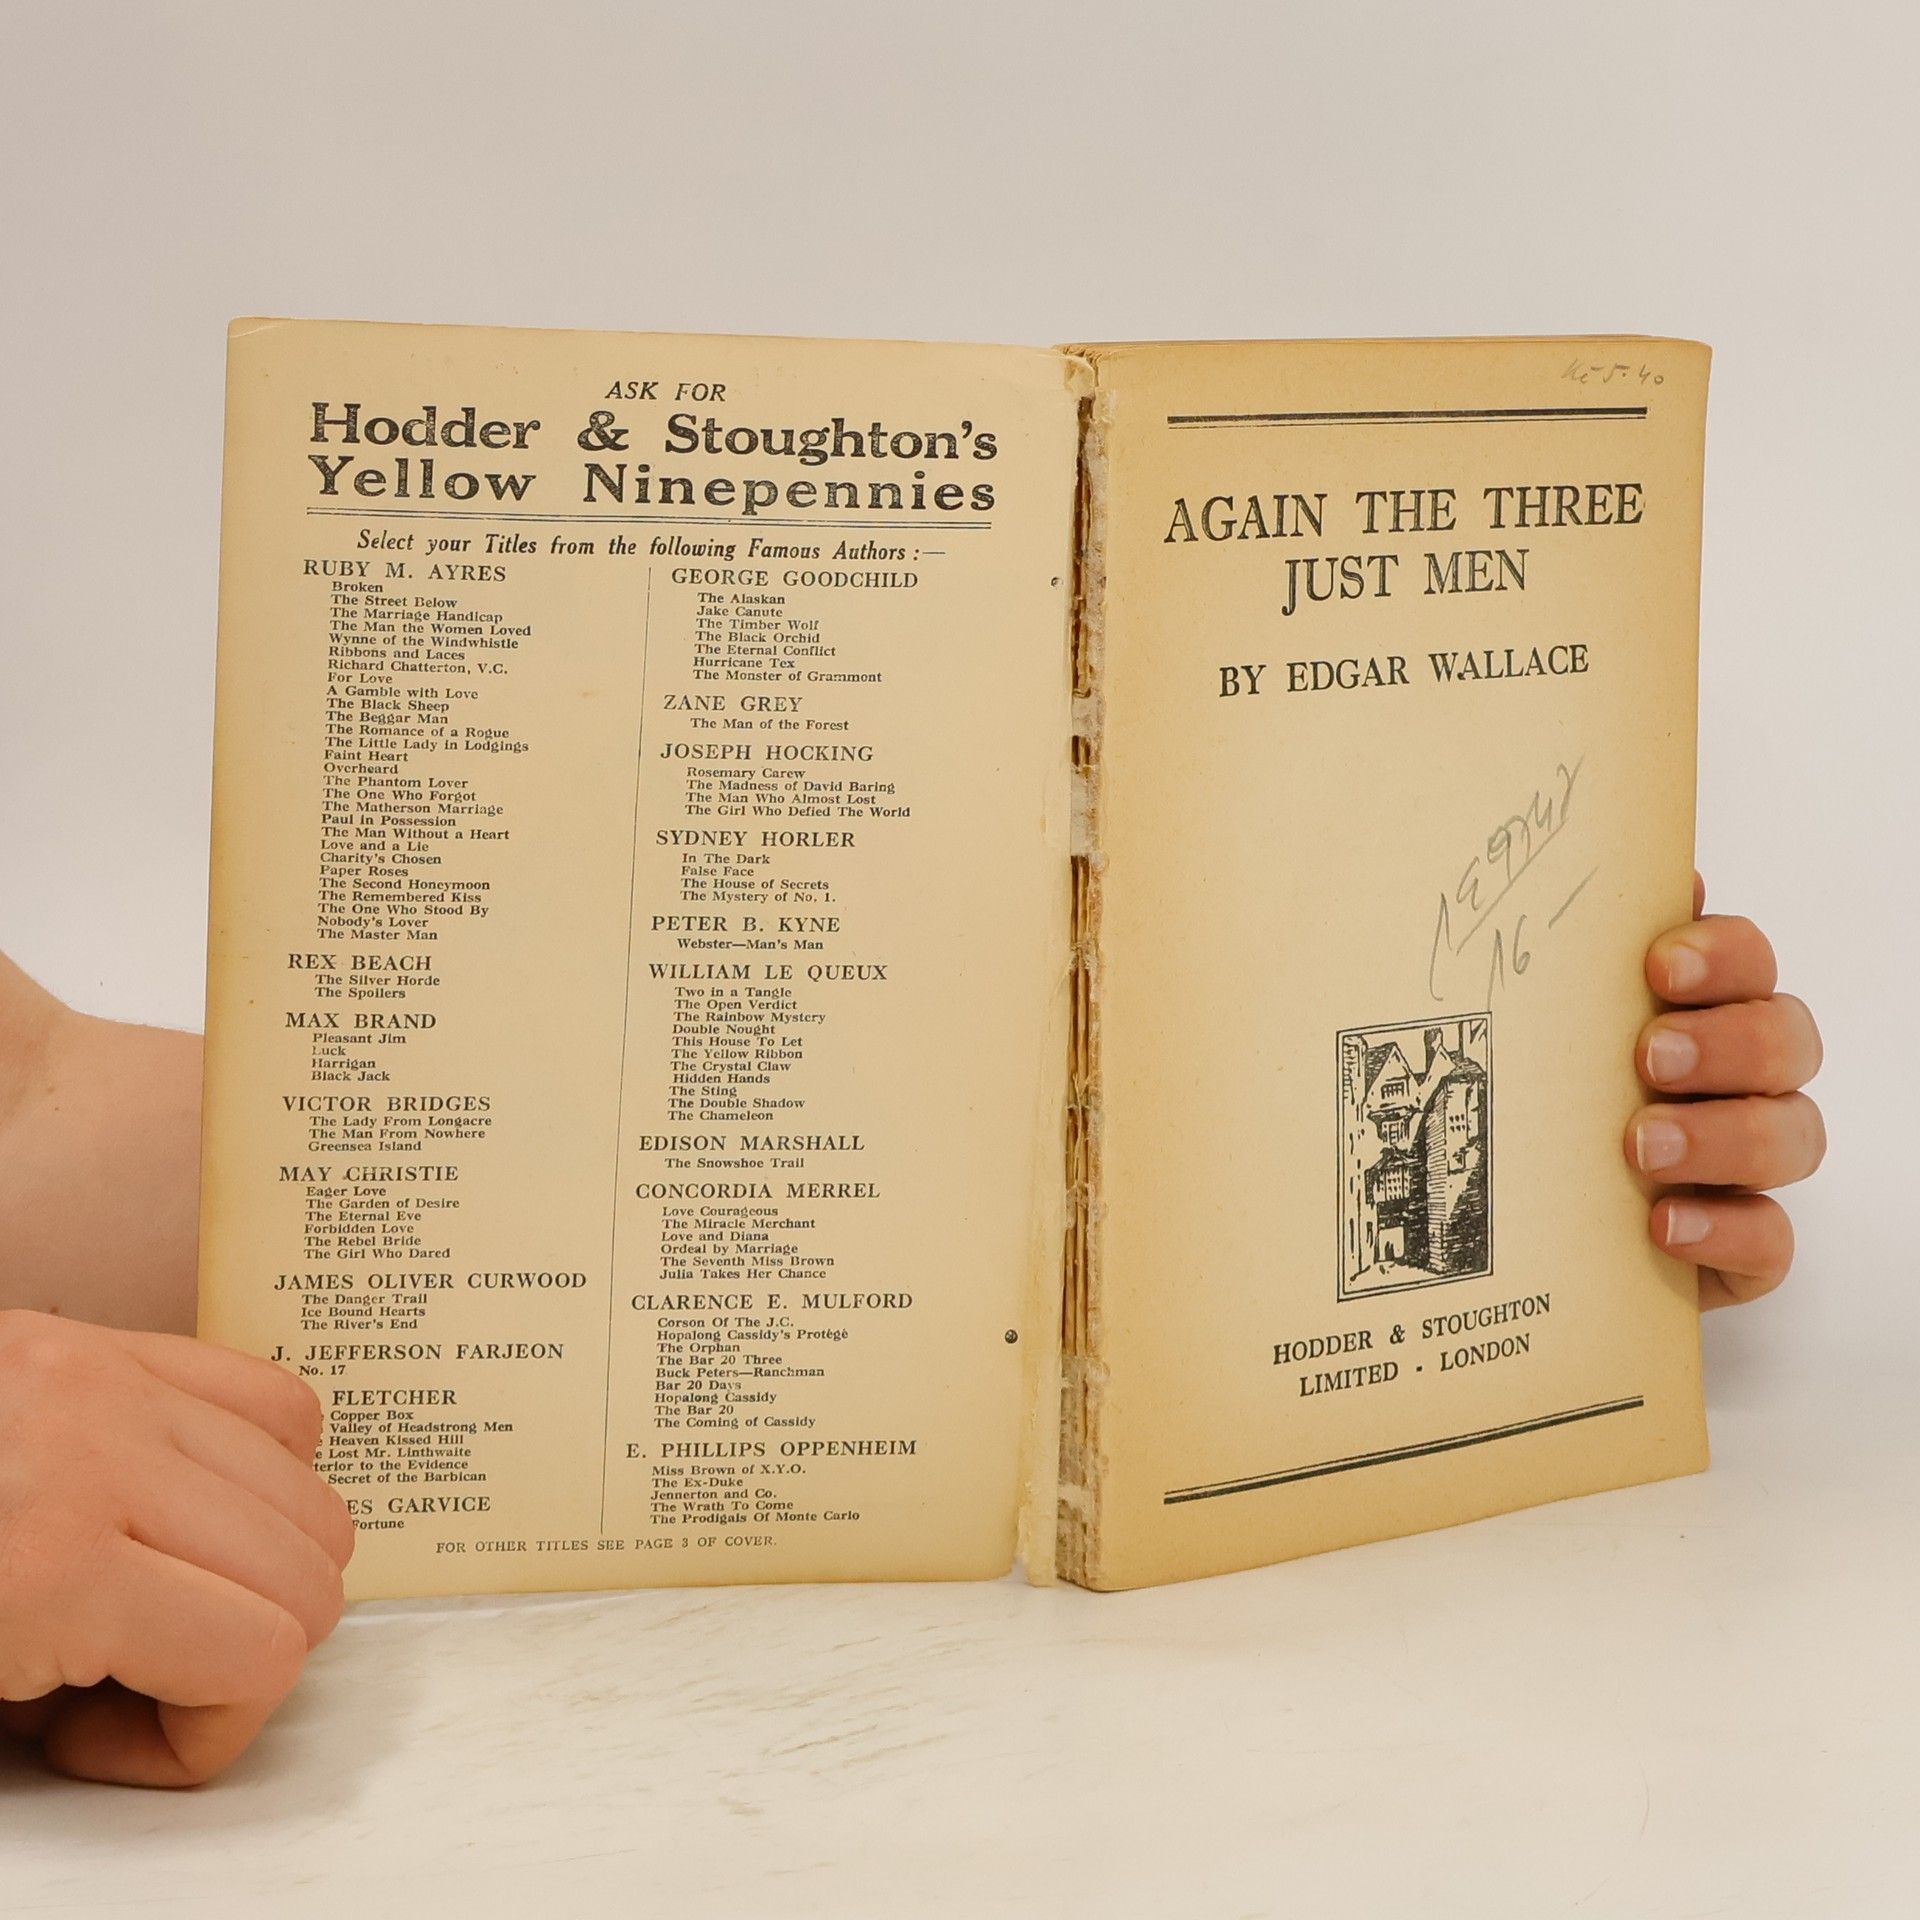 ASK FOR
Hodder & Stoughton's
Yellow Ninepennies
Select your Titles from the following Famous Authors :—
RUBY M. AYRES
Broken
The Street Below
The Marriage Handicap
The Man the Women Loved
Wynne of the Windwhistle
Ribbons and Laces
Richard Chatterton, V.C.
For Love
A Gamble with Love
The Black Sheep
The Beggar Man
The Romance of a Rogue
The Little Lady in Lodgings
Faint Heart
Overheard
The Phantom Lover
The One Who Forgot
The Matherson Marriage
Paul in Possession
The Man Without a Heart
Love and a Lie
Charity's Chosen
Paper Roses
The Second Honeymoon
The Remembered Kiss
The One Who Stood By
Nobody's Lover
The Master Man
REX BEACH
The Silver Horde
The Spoilers
MAX BRAND
Pleasant Jim
Luck
Harrigan
Black Jack
VICTOR BRIDGES
The Lady From Longacre
The Man From Nowhere
Greensea Island
MAY CHRISTIE
Eager Love
The Garden of Desire
The Eternal Eve
Forbidden Love
The Rebel Bride
The Girl Who Dared
JAMES OLIVER CURWOOD
The Danger Trail
Ice Bound Hearts
The River's End
J. JEFFERSON FARJEON
No. 17
FLETCHER
Copper Box
Valley of Headstrong Men
Heaven Kissed Hill
Lost Mr. Linthwaite
terior to the Evidence
Secret of the Barbican
ES GARVICE
Fortune
GEORGE GOODCHILD
The Alaskan
Jake Canute
The Timber Wolf
The Black Orchid
The Eternal Conflict
Hurricane Tex
The Monster of Grammont
ZANE GREY
The Man of the Forest
JOSEPH HOCKING
Rosemary Carew
The Madness of David Baring
The Man Who Almost Lost
The Girl Who Defied The World
SYDNEY HORLER
In The Dark
False Face
The House of Secrets
The Mystery of No. 1.
PETER B. KYNE
Webster—Man's Man
WILLIAM LE QUEUX
Two in a Tangle
The Open Verdict
The Rainbow Mystery
Double Nought
This House To Let
The Yellow Ribbon
The Crystal Claw
Hidden Hands
The Sting
The Double Shadow
The Chameleon
EDISON MARSHALL
The Snowshoe Trail
CONCORDIA MERREL
Love Courageous
The Miracle Merchant
Love and Diana
Ordeal by Marriage
The Seventh Miss Brown
Julia Takes Her Chance
CLARENCE E. MULFORD
Corson Of The J.C.
Hopalong Cassidy's Protégé
The Orphan
The Bar 20 Three
Buck Peters—Ranchman
Bar 20 Days
Hopalong Cassidy
The Bar 20
The Coming of Cassidy
E. PHILLIPS OPPENHEIM
Miss Brown of X.Y.O.
The Ex-Duke
Jennerton and Co.
The Wrath To Come
The Prodigals Of Monte Carlo
FOR OTHER TITLES SEE PAGE 3 OF COVER.
Kč 5·40
AGAIN THE THREE
JUST MEN
BY EDGAR WALLACE
16 —
HODDER & STOUGHTON
LIMITED - LONDON